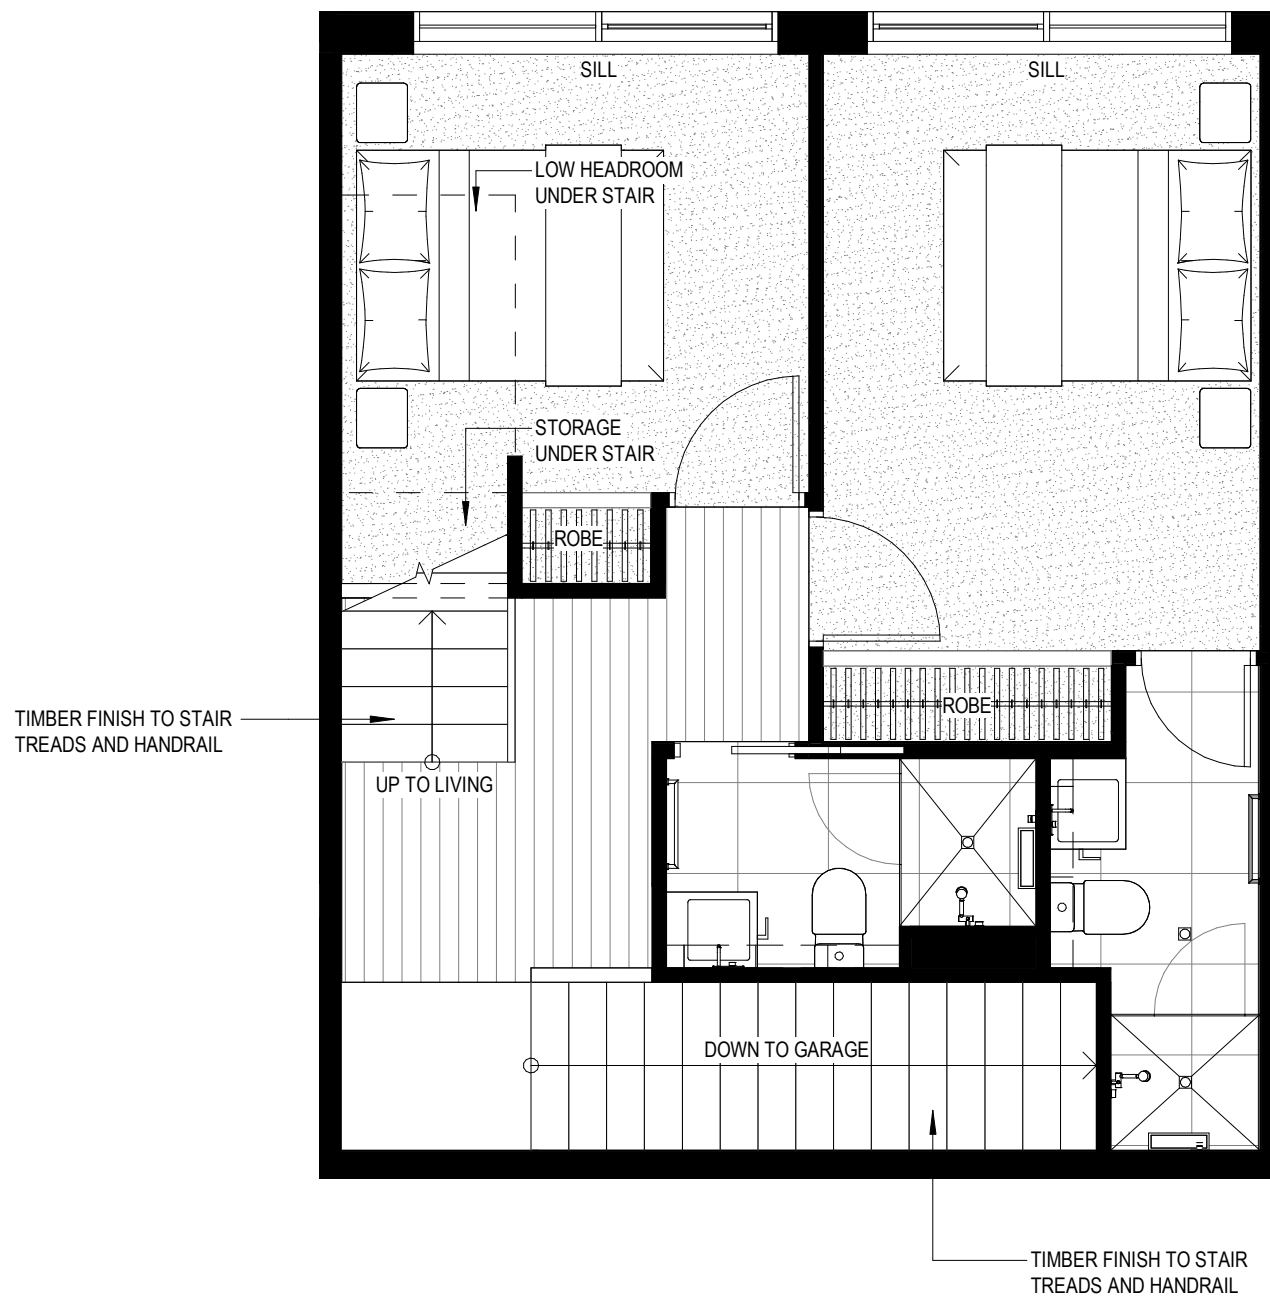 SILL
SILL
LOW HEADROOM
UNDER STAIR
STORAGE
UNDER STAIR
ROBE
ROBE
TIMBER FINISH TO STAIR
TREADS AND HANDRAIL
UP TO LIVING
DOWN TO GARAGE
TIMBER FINISH TO STAIR
TREADS AND HANDRAIL